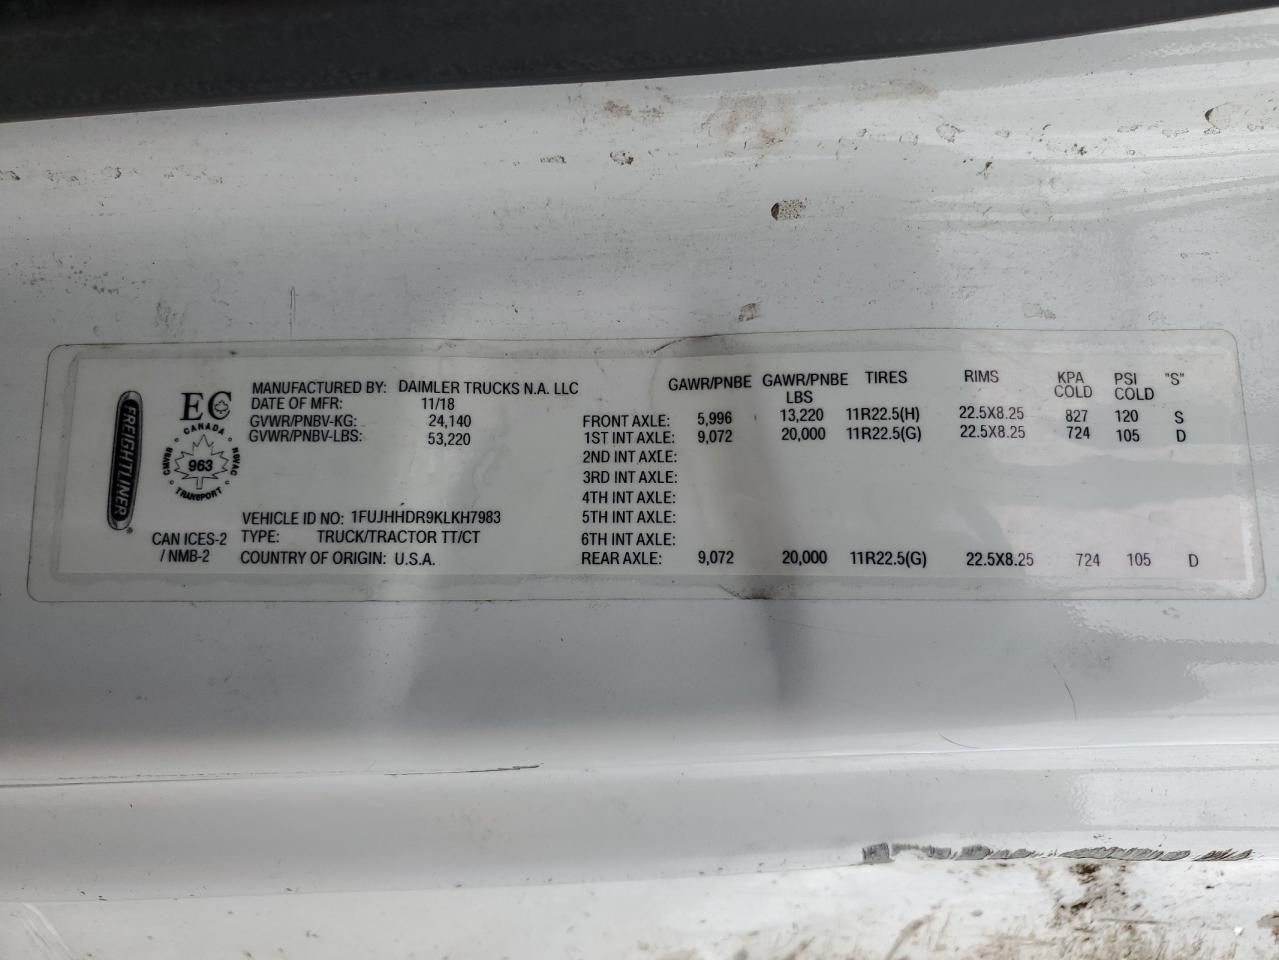 FREIGHTLINER
EC
CANADA
CMVSS
963
NSVAC
TRANSPORT
CAN ICES-2
/ NMB-2
MANUFACTURED BY: DAIMLER TRUCKS N.A. LLC
DATE OF MFR: 11/18
GVWR/PNBV-KG: 24,140
GVWR/PNBV-LBS: 53,220
VEHICLE ID NO: 1FUJHHDR9KLKH7983
TYPE: TRUCK/TRACTOR TT/CT
COUNTRY OF ORIGIN: U.S.A.
GAWR/PNBE GAWR/PNBE TIRES RIMS KPA PSI "S"
LBS COLD COLD
FRONT AXLE: 5,996 13,220 11R22.5(H) 22.5X8.25 827 120 S
1ST INT AXLE: 9,072 20,000 11R22.5(G) 22.5X8.25 724 105 D
2ND INT AXLE:
3RD INT AXLE:
4TH INT AXLE:
5TH INT AXLE:
6TH INT AXLE:
REAR AXLE: 9,072 20,000 11R22.5(G) 22.5X8.25 724 105 D